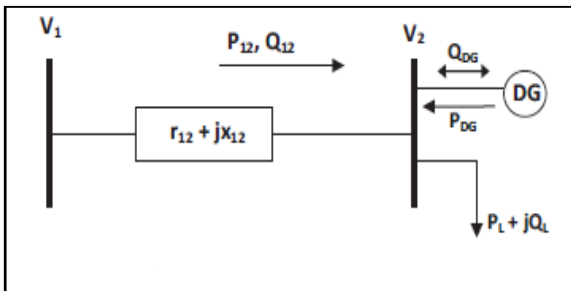 V₁
P₁₂, Q₁₂
V₂
Q_DG
DG
P_DG
r₁₂ + jx₁₂
P_L + jQ_L